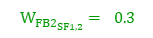 W_FB2_SF1,2 = 0.3